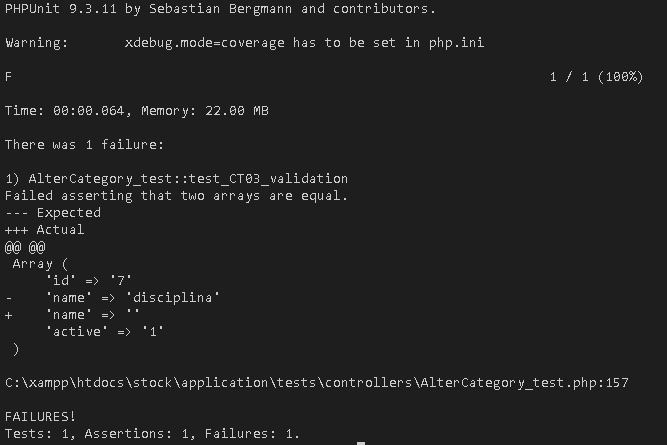 PHPUnit 9.3.11 by Sebastian Bergmann and contributors.
Warning:       xdebug.mode=coverage has to be set in php.ini
F                                                                   1 / 1 (100%)
Time: 00:00.064, Memory: 22.00 MB
There was 1 failure:
1) AlterCategory_test::test_CT03_validation
Failed asserting that two arrays are equal.
--- Expected
+++ Actual
@@ @@
 Array (
     'id' => '7'
-    'name' => 'disciplina'
+    'name' => ''
     'active' => '1'
 )
C:\xampp\htdocs\stock\application\tests\controllers\AlterCategory_test.php:157
FAILURES!
Tests: 1, Assertions: 1, Failures: 1.